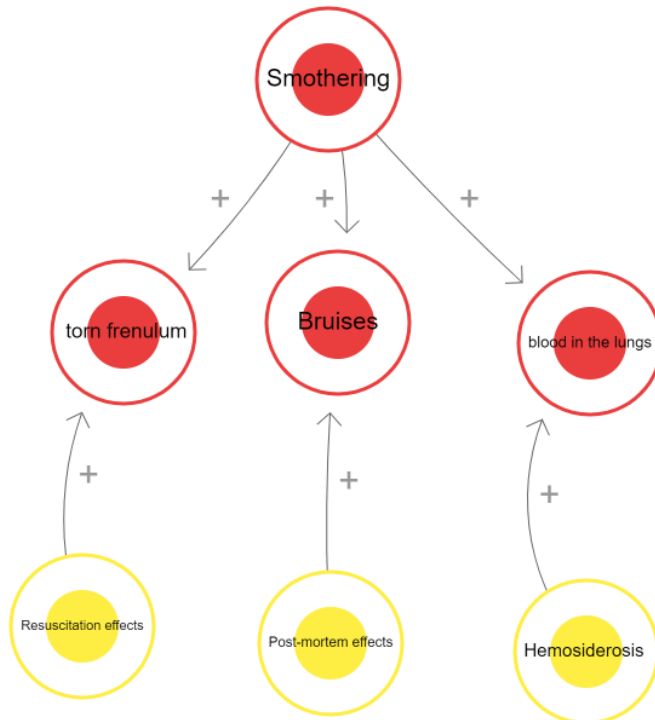 Smothering
+
+
+
torn frenulum
Bruises
blood in the lungs
+
+
+
Resuscitation effects
Post-mortem effects
Hemosiderosis